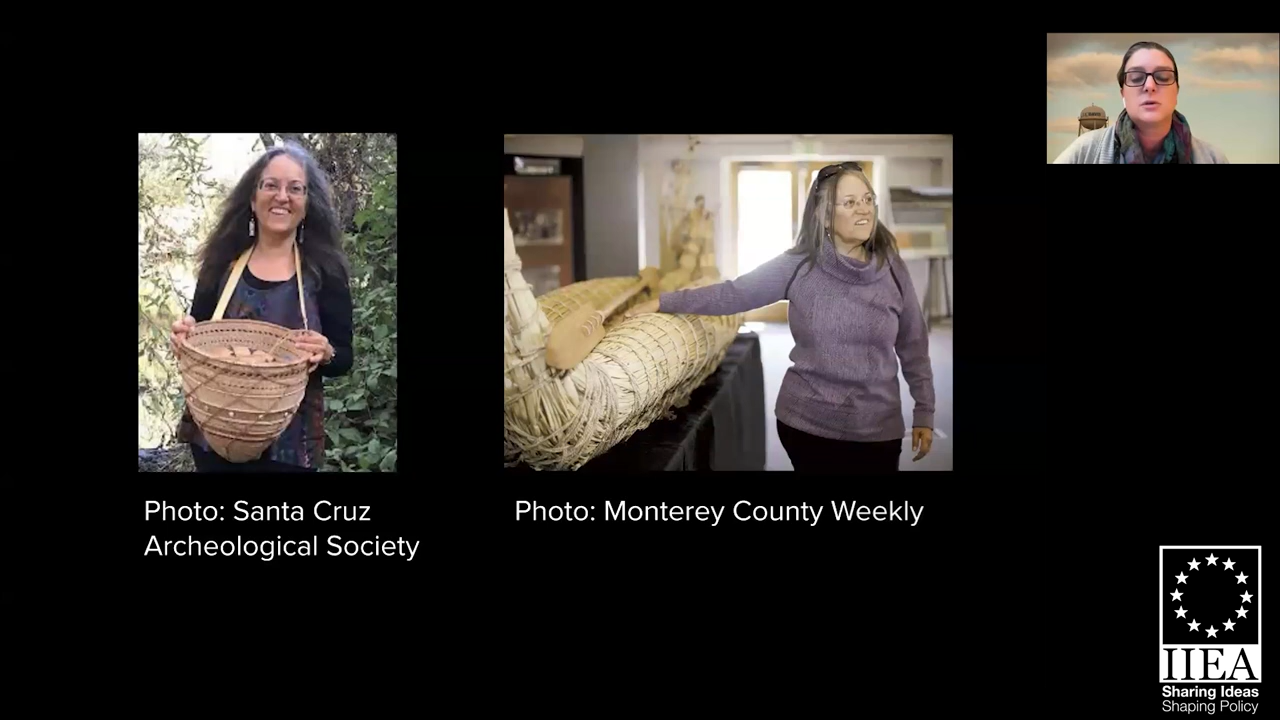 Photo: Santa Cruz
Archeological Society
Photo: Monterey County Weekly
IIEA
Sharing Ideas
Shaping Policy